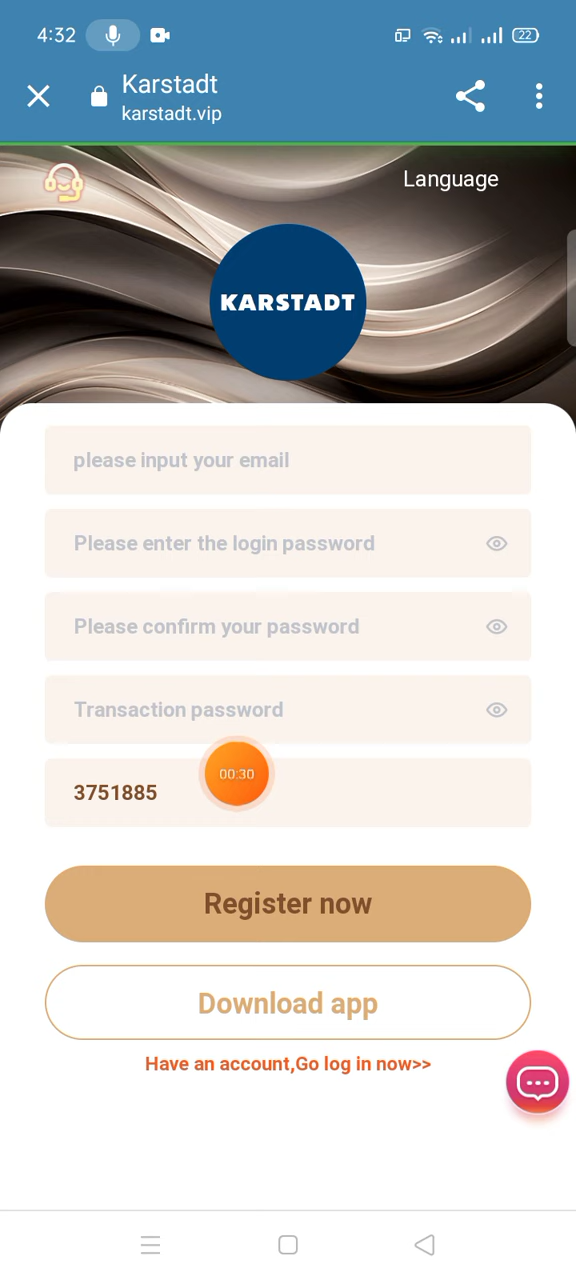 4:32
22
Karstadt
karstadt.vip
Language
KARSTADT
please input your email
Please enter the login password
Please confirm your password
Transaction password
00:30
3751885
Register now
Download app
Have an account,Go log in now>>